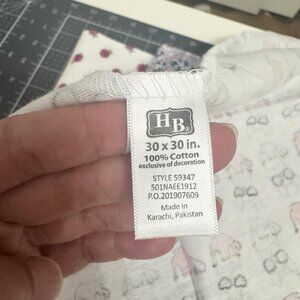 HB
30 x 30 in.
100% Cotton
exclusive of decoration
STYLE 59347
501NAEE1912
P.O.201907609
Made in
Karachi, Pakistan